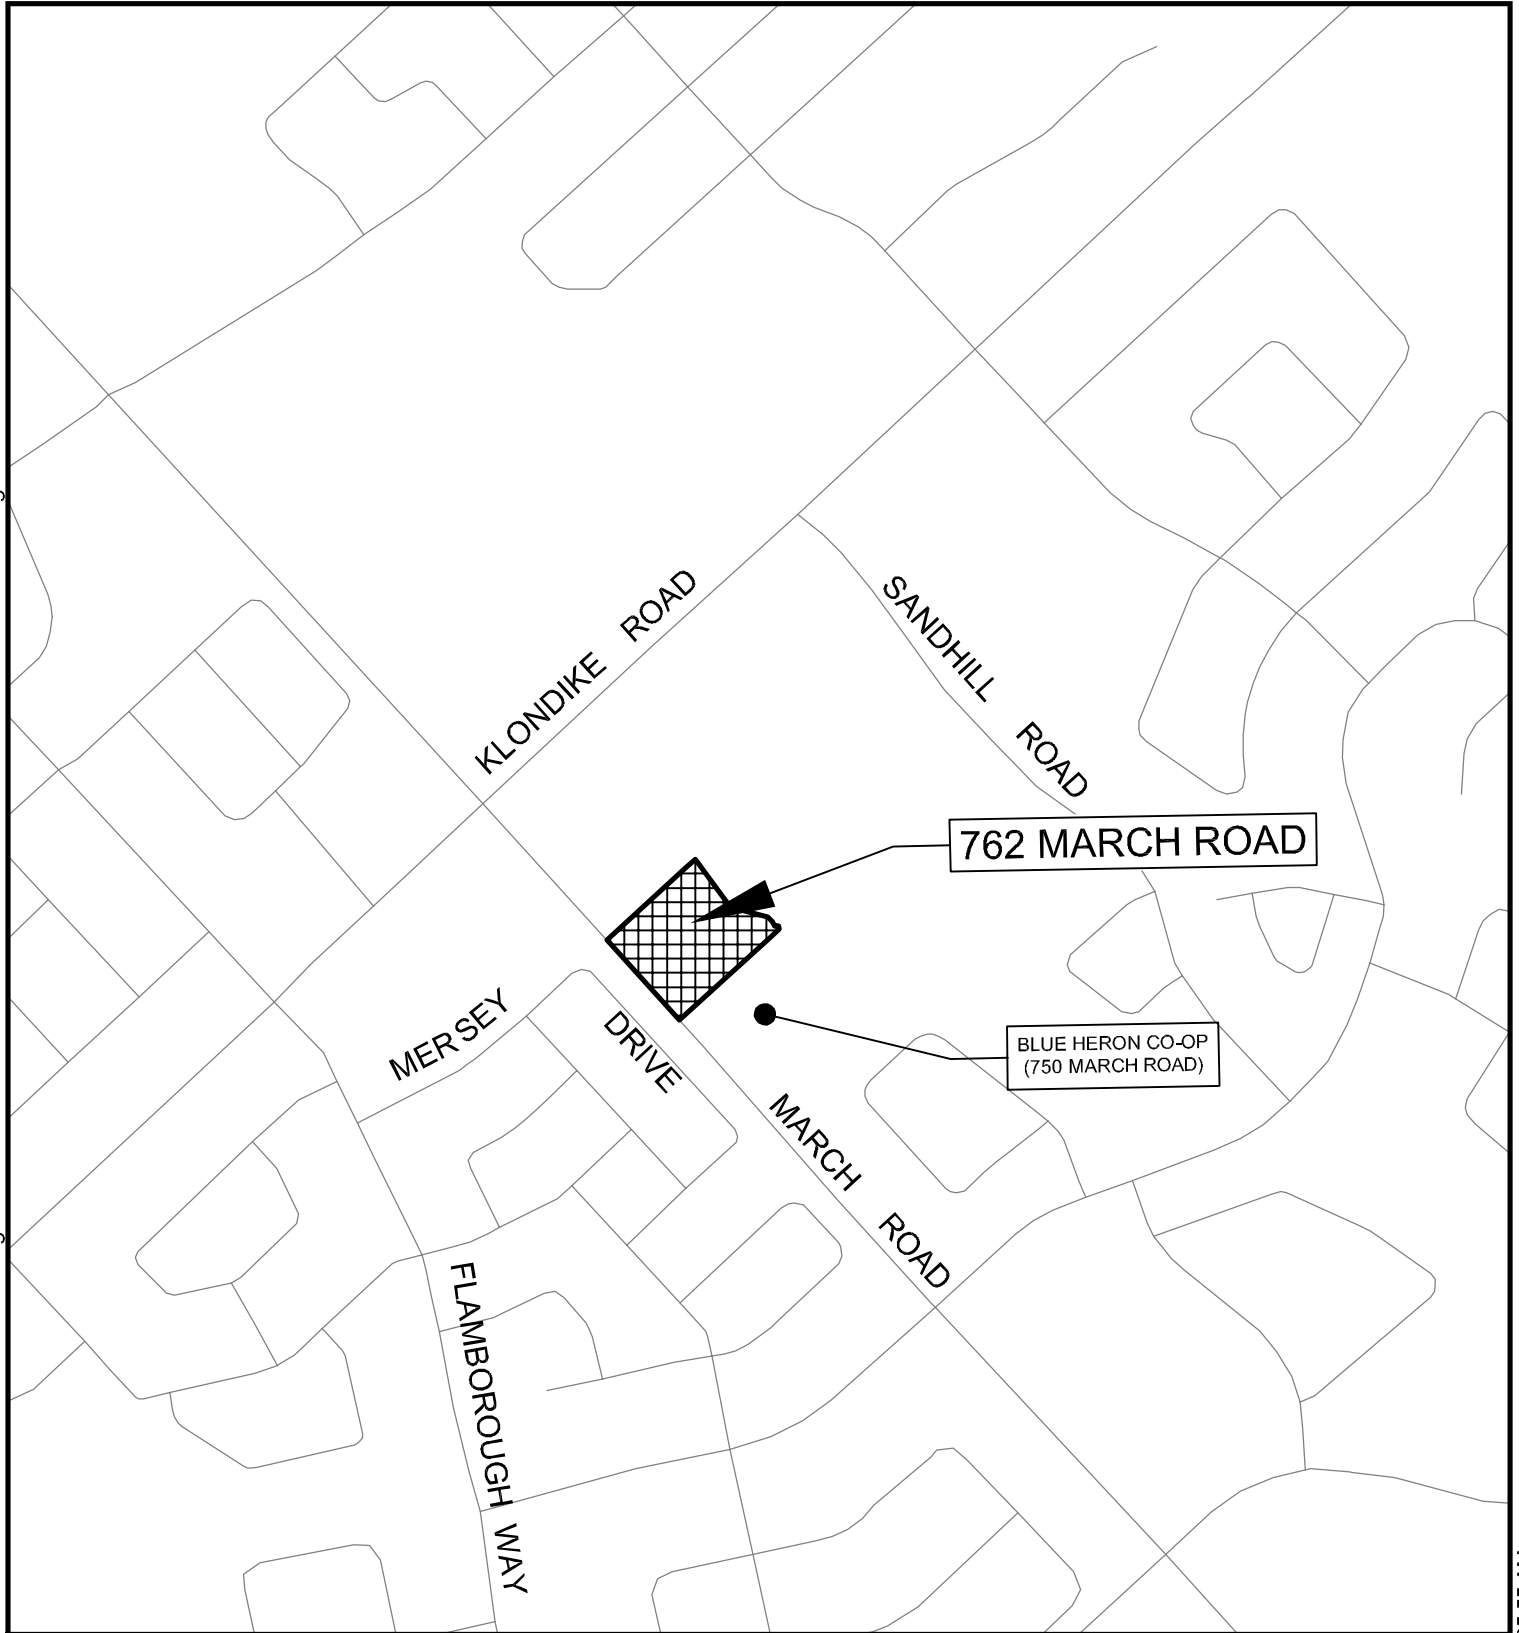 KLONDIKE ROAD
SANDHILL ROAD
762 MARCH ROAD
MERSEY DRIVE
BLUE HERON CO-OP
(750 MARCH ROAD)
MARCH ROAD
FLAMBOROUGH WAY